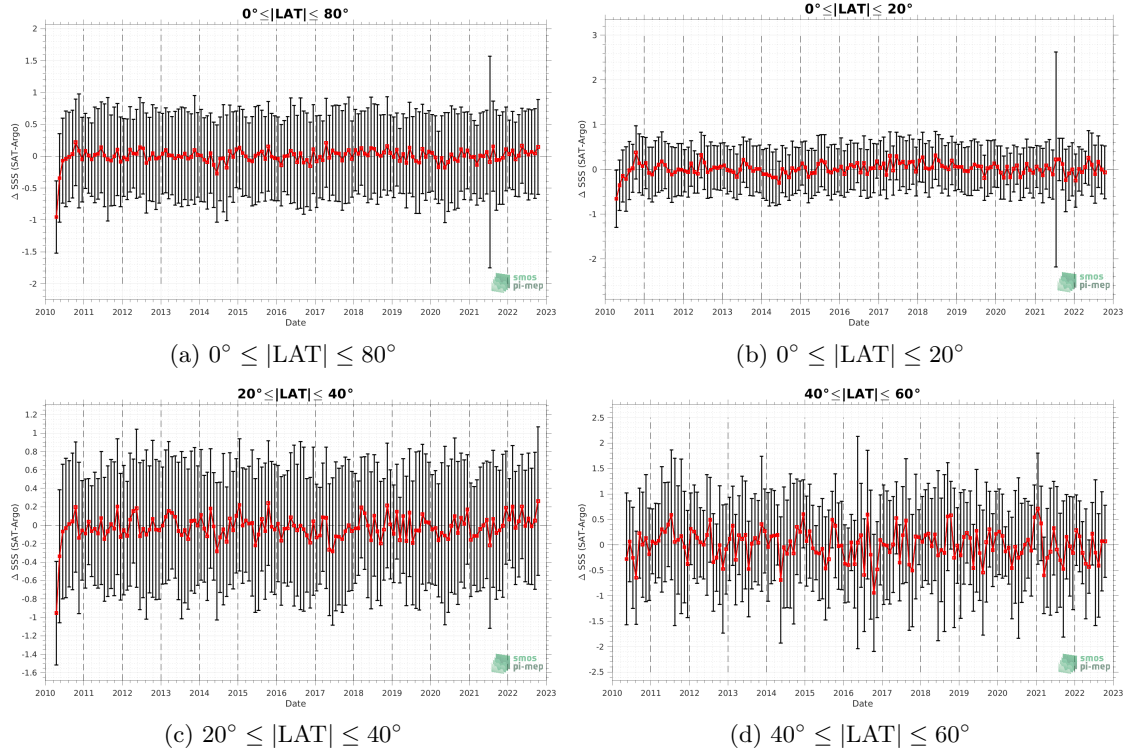 0°≤|LAT|≤ 80°
Δ SSS (SAT-Argo)
2
1.5
1
0.5
0
-0.5
-1
-1.5
-2
2010 2011 2012 2013 2014 2015 2016 2017 2018 2019 2020 2021 2022 2023
Date
smos
pi-mep
(a) 0° ≤ |LAT| ≤ 80°
0°≤|LAT|≤ 20°
Δ SSS (SAT-Argo)
3
2
1
0
-1
-2
2010 2011 2012 2013 2014 2015 2016 2017 2018 2019 2020 2021 2022 2023
Date
smos
pi-mep
(b) 0° ≤ |LAT| ≤ 20°
20°≤|LAT|≤ 40°
Δ SSS (SAT-Argo)
1.2
1
0.8
0.6
0.4
0.2
0
-0.2
-0.4
-0.6
-0.8
-1
-1.2
-1.4
-1.6
2010 2011 2012 2013 2014 2015 2016 2017 2018 2019 2020 2021 2022 2023
Date
smos
pi-mep
(c) 20° ≤ |LAT| ≤ 40°
40°≤|LAT|≤ 60°
Δ SSS (SAT-Argo)
2.5
2
1.5
1
0.5
0
-0.5
-1
-1.5
-2
-2.5
2010 2011 2012 2013 2014 2015 2016 2017 2018 2019 2020 2021 2022 2023
Date
smos
pi-mep
(d) 40° ≤ |LAT| ≤ 60°